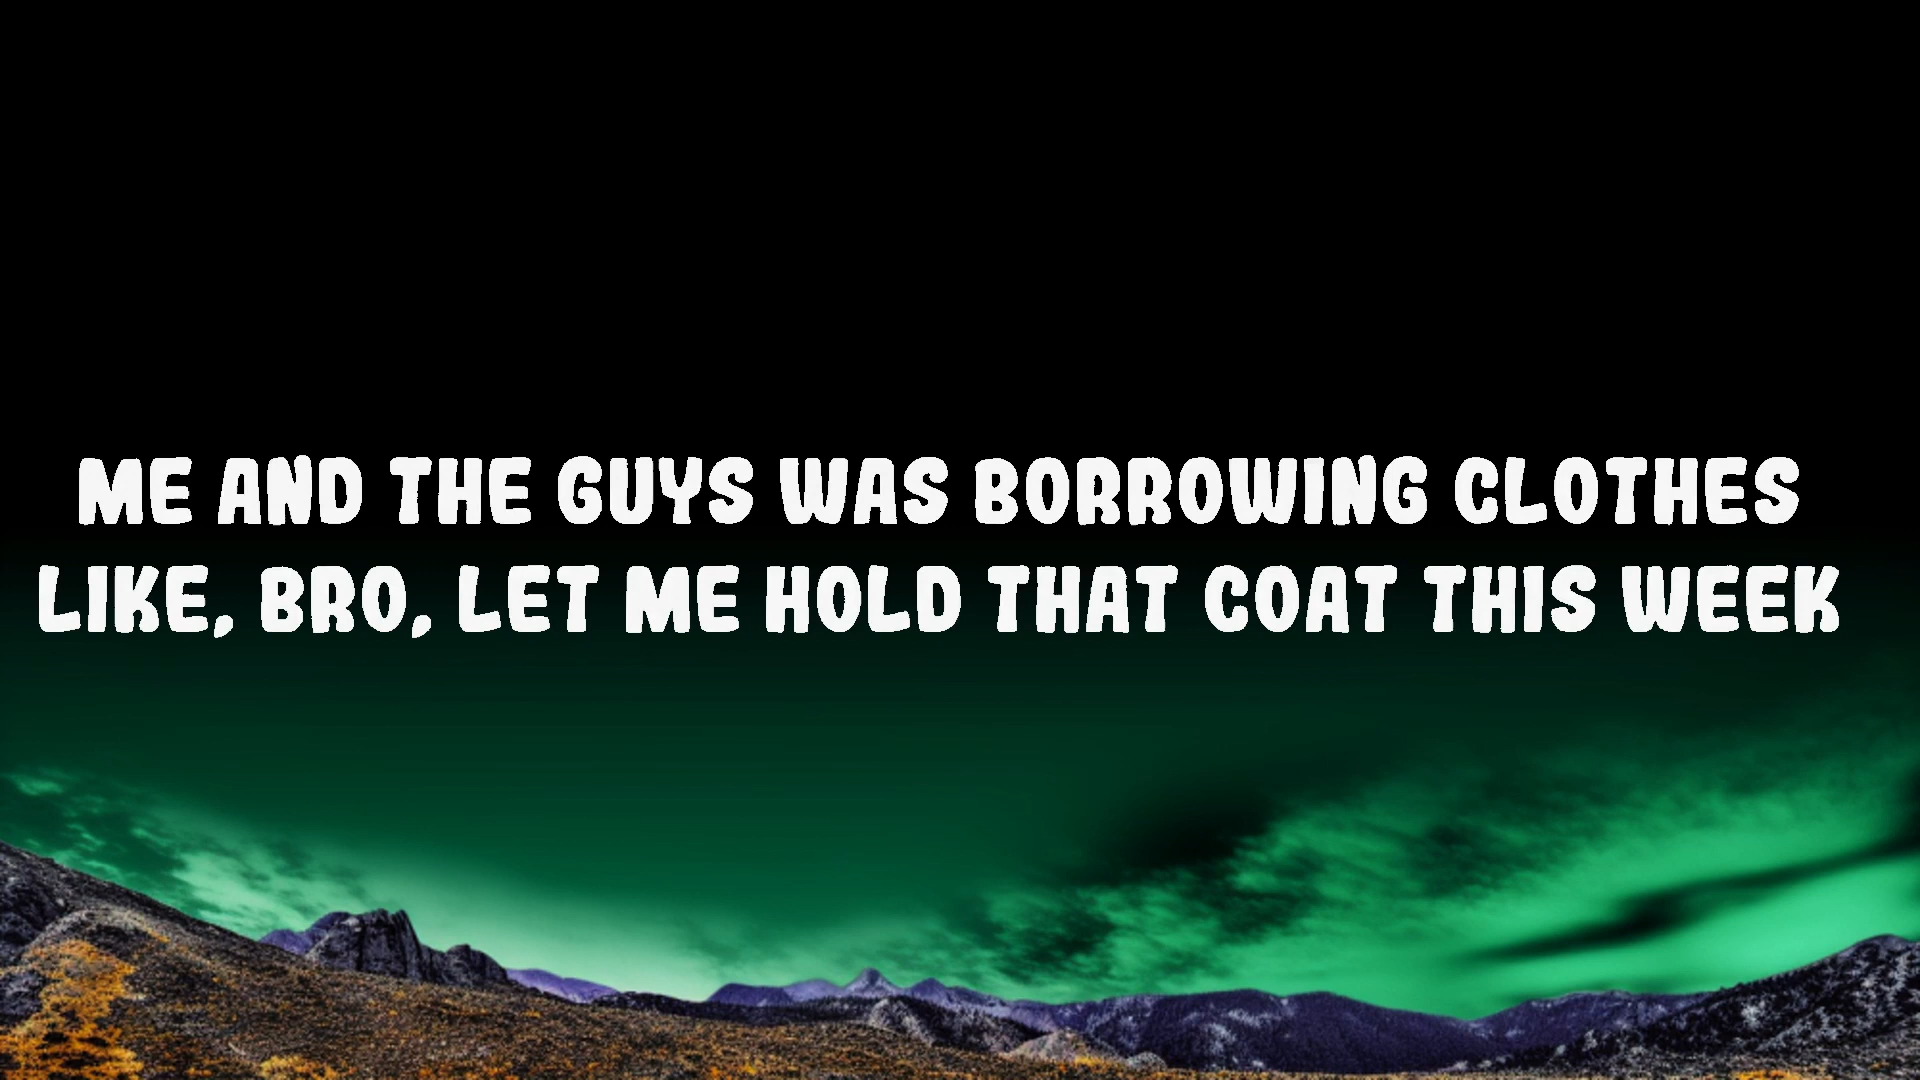 ME AND THE GUYS WAS BORROWING CLOTHES
LIKE, BRO, LET ME HOLD THAT COAT THIS WEEK